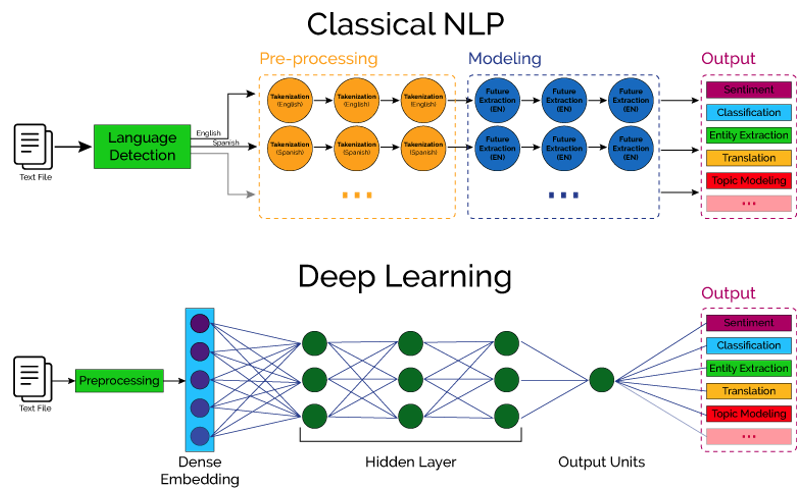 Classical NLP
Pre-processing
Modeling
Output
Takenization
(English)
Takenization
(English)
Takenization
(English)
Future
Extraction
(EN)
Future
Extraction
(EN)
Future
Extraction
(EN)
Sentiment
Classification
Entity Extraction
Translation
Topic Modeling
...
English
Spanish
Language
Detection
Text File
Takenization
(Spanish)
Takenization
(Spanish)
Takenization
(Spanish)
Future
Extraction
(EN)
Future
Extraction
(EN)
Future
Extraction
(EN)
...
...
Deep Learning
Output
Sentiment
Classification
Entity Extraction
Translation
Topic Modeling
...
Preprocessing
Text File
Dense
Embedding
Hidden Layer
Output Units